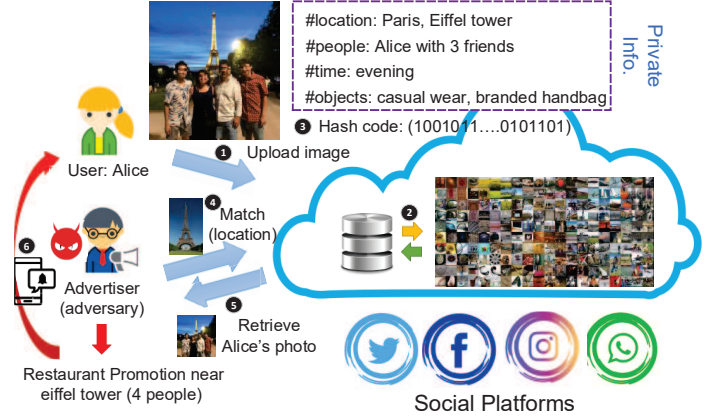 #location: Paris, Eiffel tower
#people: Alice with 3 friends
#time: evening
#objects: casual wear, branded handbag
Private
Info.
3 Hash code: (1001011....0101101)
1 Upload image
User: Alice
4 Match
(location)
2
6
Advertiser
(adversary)
5 Retrieve
Alice's photo
Restaurant Promotion near
eiffel tower (4 people)
f
Social Platforms